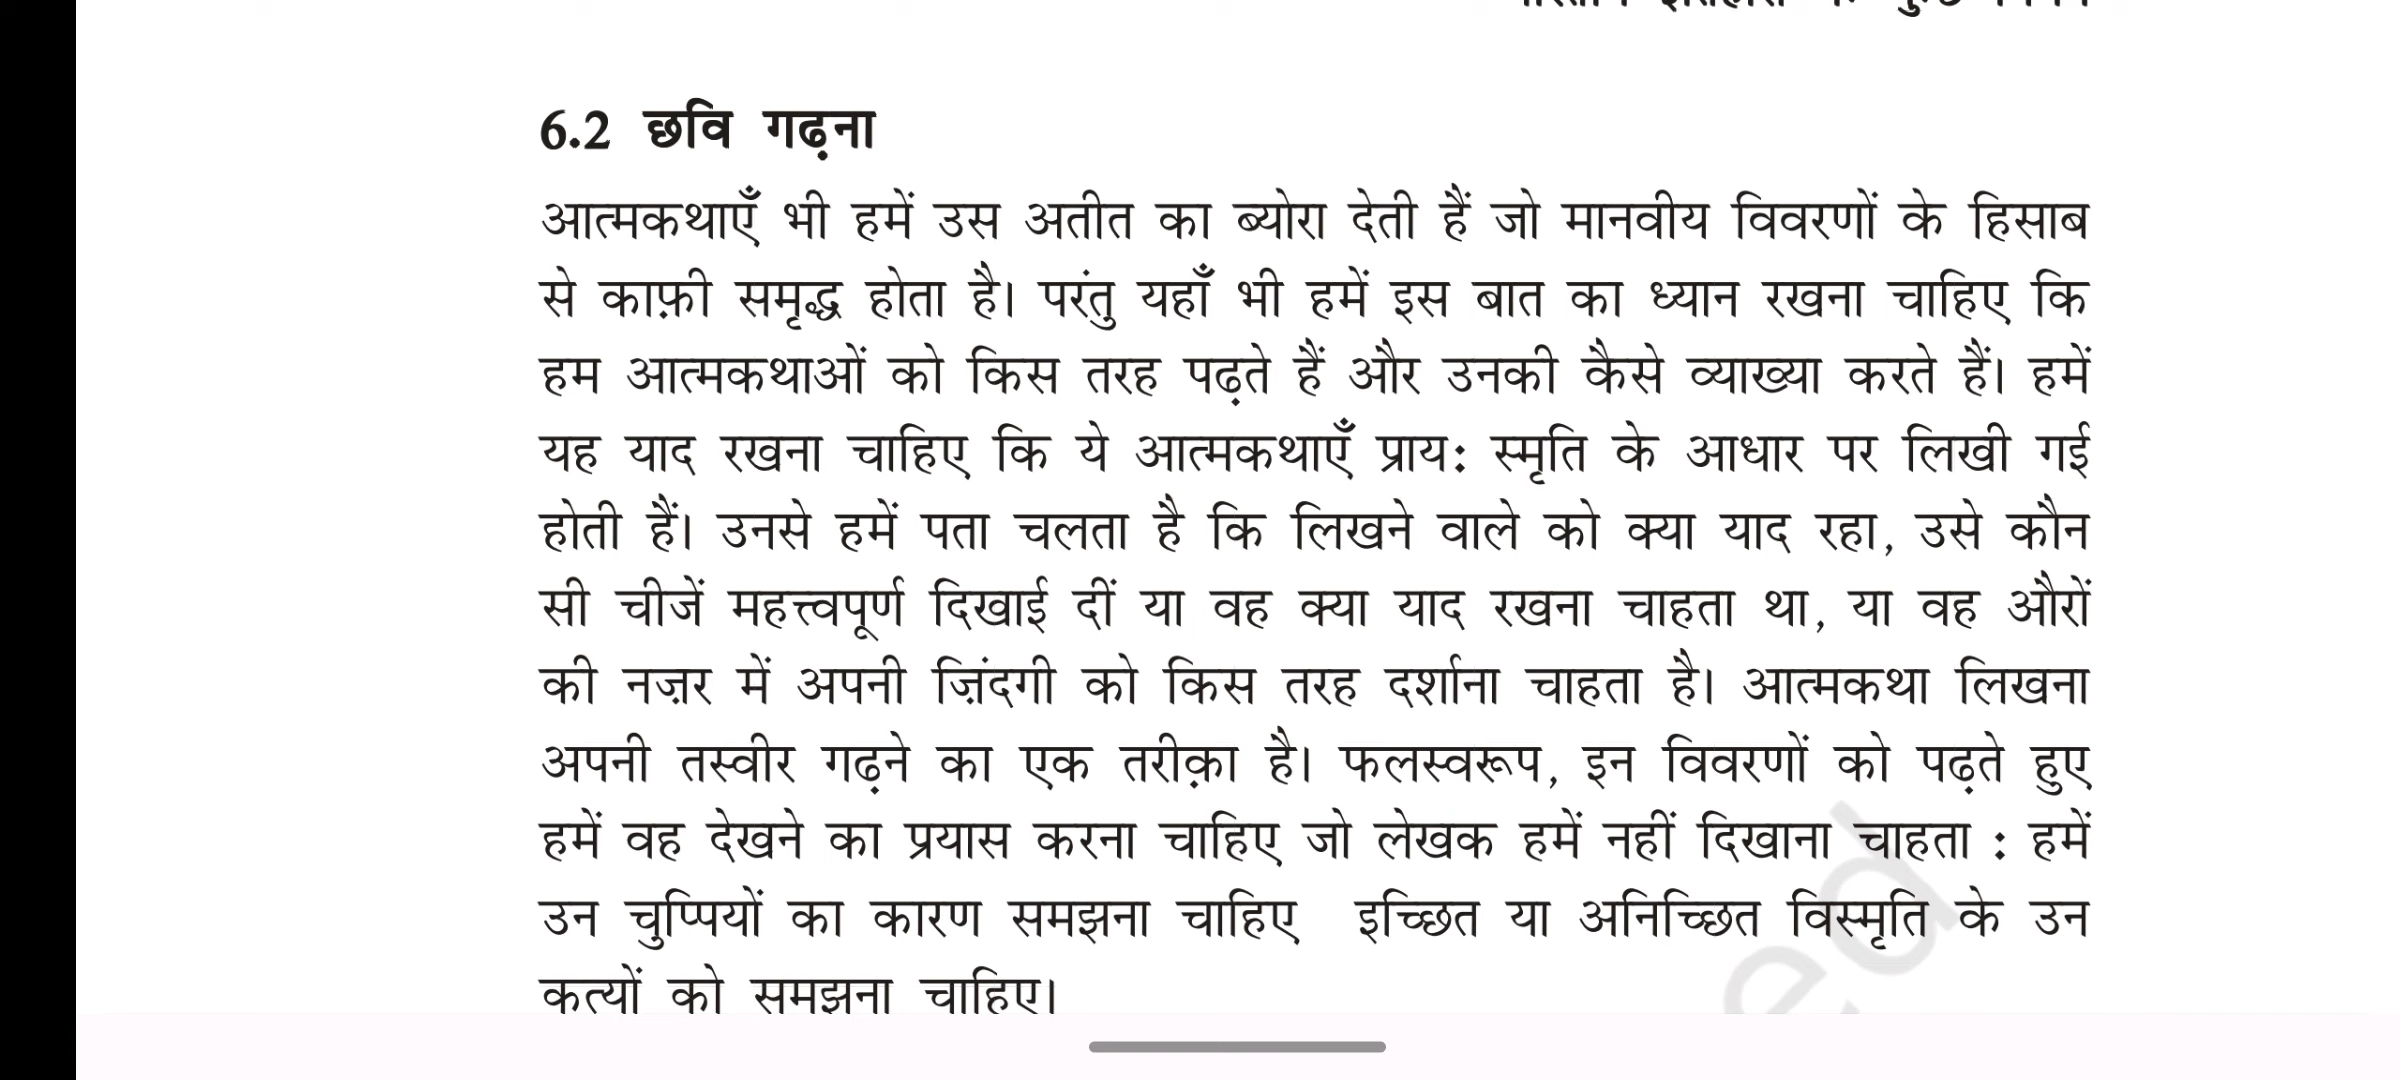 6.2 छवि गढ़ना
आत्मकथाएँ भी हमें उस अतीत का ब्योरा देती हैं जो मानवीय विवरणों के हिसाब
से काफ़ी समृद्ध होता है। परंतु यहाँ भी हमें इस बात का ध्यान रखना चाहिए कि
हम आत्मकथाओं को किस तरह पढ़ते हैं और उनकी कैसे व्याख्या करते हैं। हमें
यह याद रखना चाहिए कि ये आत्मकथाएँ प्राय: स्मृति के आधार पर लिखी गई
होती हैं। उनसे हमें पता चलता है कि लिखने वाले को क्या याद रहा, उसे कौन
सी चीजें महत्त्वपूर्ण दिखाई दीं या वह क्या याद रखना चाहता था, या वह औरों
की नज़र में अपनी ज़िंदगी को किस तरह दर्शाना चाहता है। आत्मकथा लिखना
अपनी तस्वीर गढ़ने का एक तरीक़ा है। फलस्वरूप, इन विवरणों को पढ़ते हुए
हमें वह देखने का प्रयास करना चाहिए जो लेखक हमें नहीं दिखाना चाहता : हमें
उन चुप्पियों का कारण समझना चाहिए इच्छित या अनिच्छित विस्मृति के उन
को समझना चाहिए।
ed